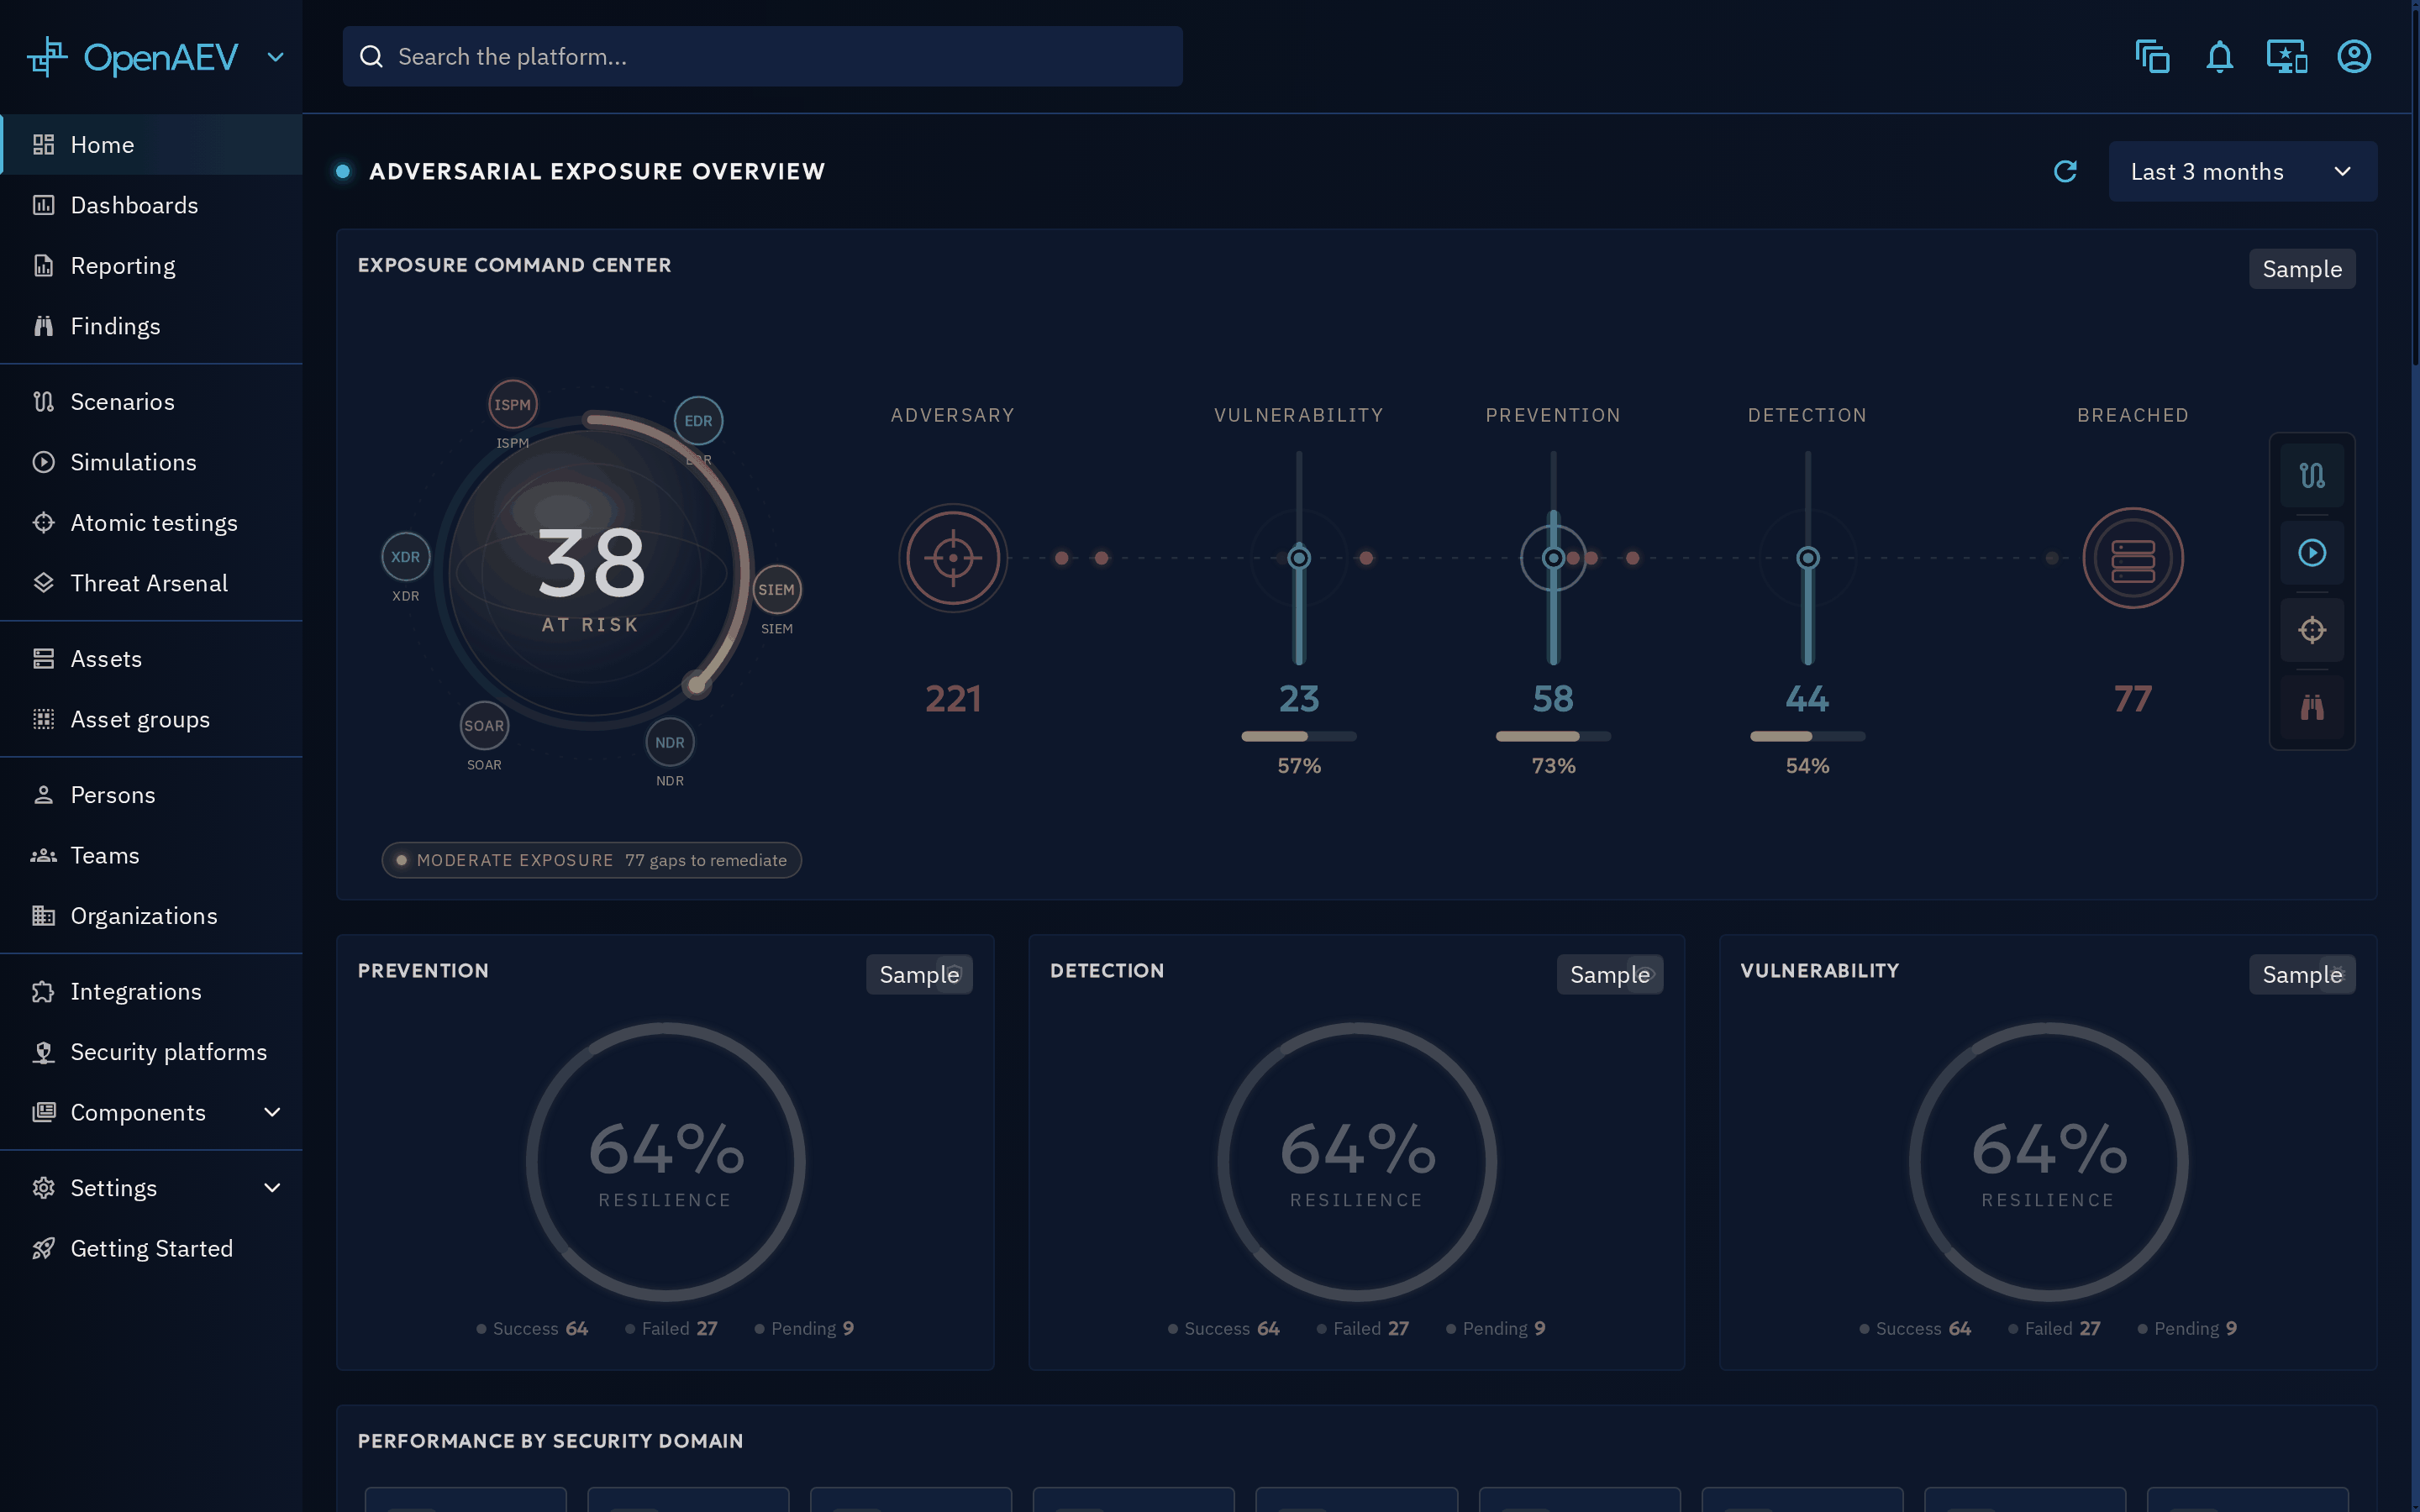 OpenAEV
Search the platform...
Home
Dashboards
Reporting
Findings
Scenarios
Simulations
Atomic testings
Threat Arsenal
Assets
Asset groups
Persons
Teams
Organizations
Integrations
Security platforms
Components
Settings
Getting Started
ADVERSARIAL EXPOSURE OVERVIEW
Last 3 months
EXPOSURE COMMAND CENTER
Sample
ISPM
ISPM
EDR
EDR
XDR
XDR
SIEM
SIEM
SOAR
SOAR
NDR
NDR
38
AT RISK
MODERATE EXPOSURE 77 gaps to remediate
ADVERSARY
221
VULNERABILITY
23
57%
PREVENTION
58
73%
DETECTION
44
54%
BREACHED
77
PREVENTION
Sample
64%
RESILIENCE
Success 64 Failed 27 Pending 9
DETECTION
Sample
64%
RESILIENCE
Success 64 Failed 27 Pending 9
VULNERABILITY
Sample
64%
RESILIENCE
Success 64 Failed 27 Pending 9
PERFORMANCE BY SECURITY DOMAIN